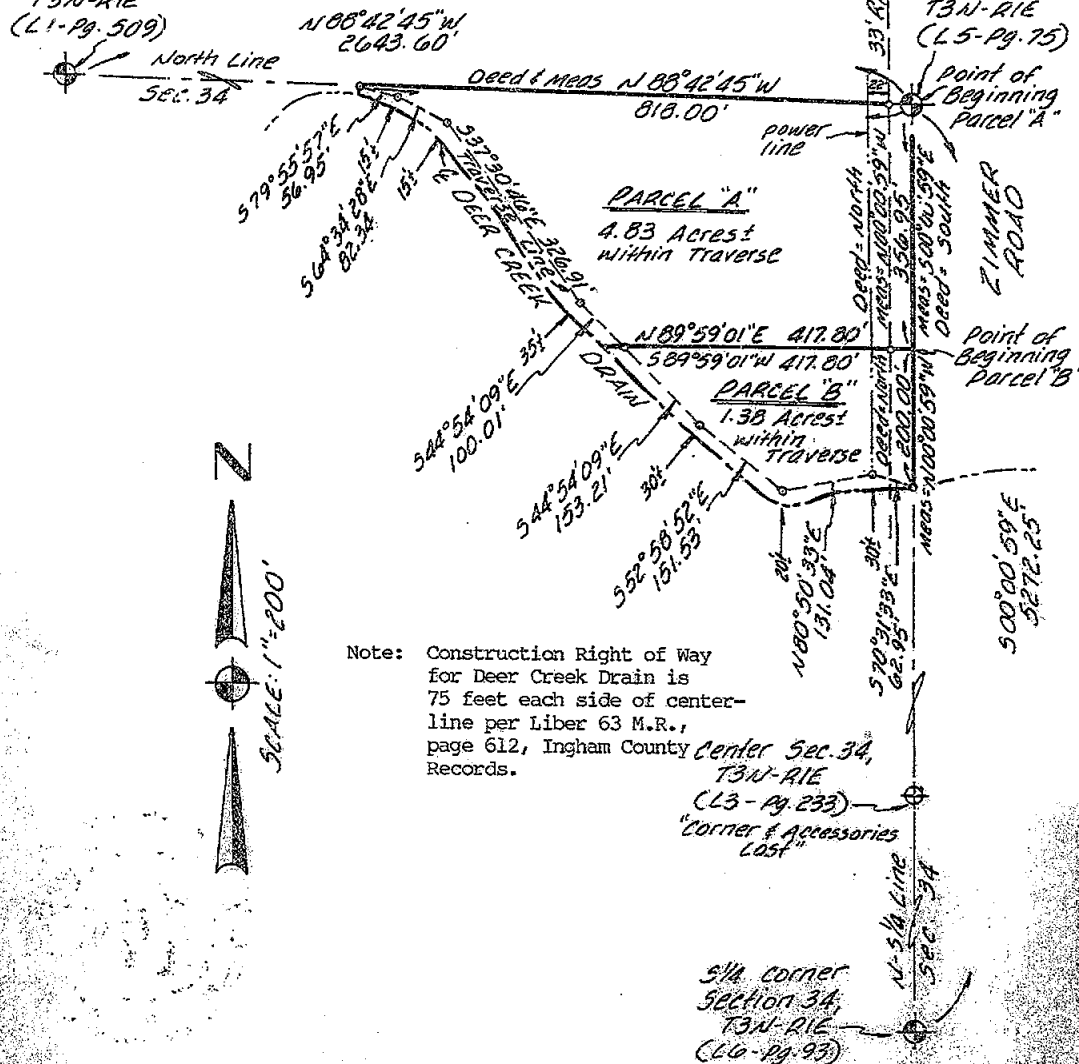 T3N-R1E
(L1-Pg. 509)
N88°42'45"W
2643.60'
North Line
Sec. 34
Deed & Meas N 88°42'45"W
818.00'
33'
T3N-R1E
(L5-Pg. 75)
Point of
Beginning
Parcel "A"
power
line
S79°55'57"E
56.95'
S64°34'28"E
82.34'
15'±
15'±
S37°30'46"E 326.91'
Traverse Line
℄ DEER CREEK
DRAIN
PARCEL "A"
4.83 Acres±
within Traverse
Deed=North
Meas=N00°00'59"W
356.95'
Meas=S00°00'59"E
Deed=South
ZIMMER
ROAD
N89°59'01"E 417.80'
S89°59'01"W 417.80'
Point of
Beginning
Parcel "B"
PARCEL "B"
1.38 Acres±
within
Traverse
Deed=North
200.00'
Meas=N00°00'59"W
35'±
S44°54'09"E
100.01'
S44°54'09"E
153.21'
30'±
S52°58'52"E
151.53'
20'±
N80°50'33"E
131.04'
30'±
S70°31'33"E
62.95'
S00°00'59"E
5272.25'
N
SCALE: 1"=200'
Note: Construction Right of Way
for Deer Creek Drain is
75 feet each side of center-
line per Liber 63 M.R.,
page 612, Ingham County
Records.
Center Sec. 34,
T3N-R1E
(L3-Pg. 233)
"Corner & Accessories
Lost"
N-S 1/4 Line
Sec. 34
S 1/4 corner
Section 34,
T3N-R1E
(L6-Pg. 93)